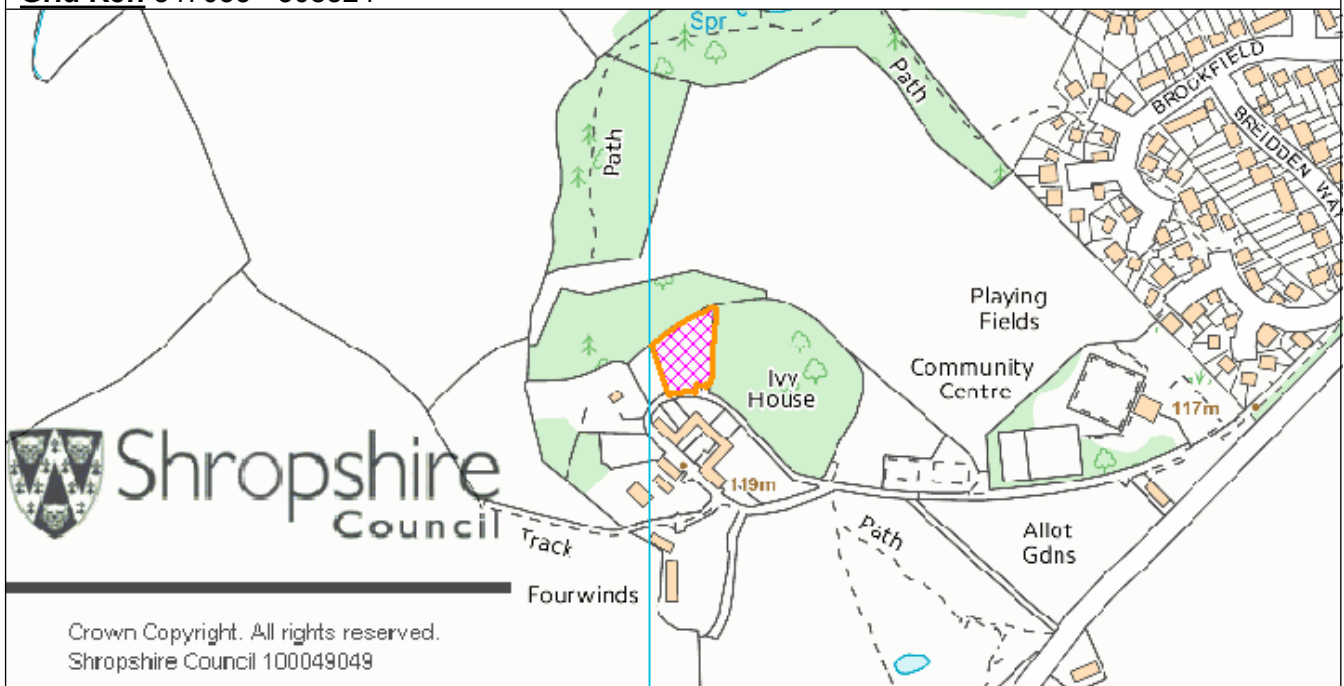 Spr
Path
Path
BROOKFIELD
BREIDDEN WA
Playing
Fields
Community
Centre
Ivy
House
117m
119m
Shropshire
Council
Track
Path
Allot
Gdns
Fourwinds
Crown Copyright. All rights reserved.
Shropshire Council 100049049